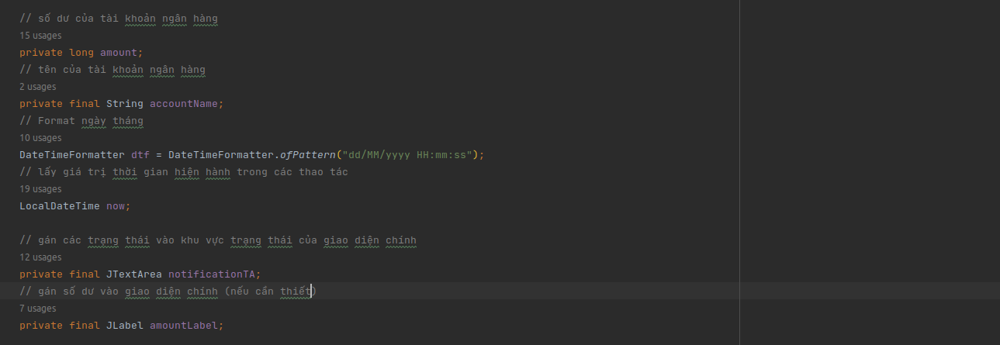 // số dư của tài khoản ngân hàng
15 usages
private long amount;
// tên của tài khoản ngân hàng
2 usages
private final String accountName;
// Format ngày tháng
10 usages
DateTimeFormatter dtf = DateTimeFormatter.ofPattern("dd/MM/yyyy HH:mm:ss");
// lấy giá trị thời gian hiện hành trong các thao tác
19 usages
LocalDateTime now;
// gán các trạng thái vào khu vực trạng thái của giao diện chính
12 usages
private final JTextArea notificationTA;
// gán số dư vào giao diện chính (nếu cần thiết)
7 usages
private final JLabel amountLabel;